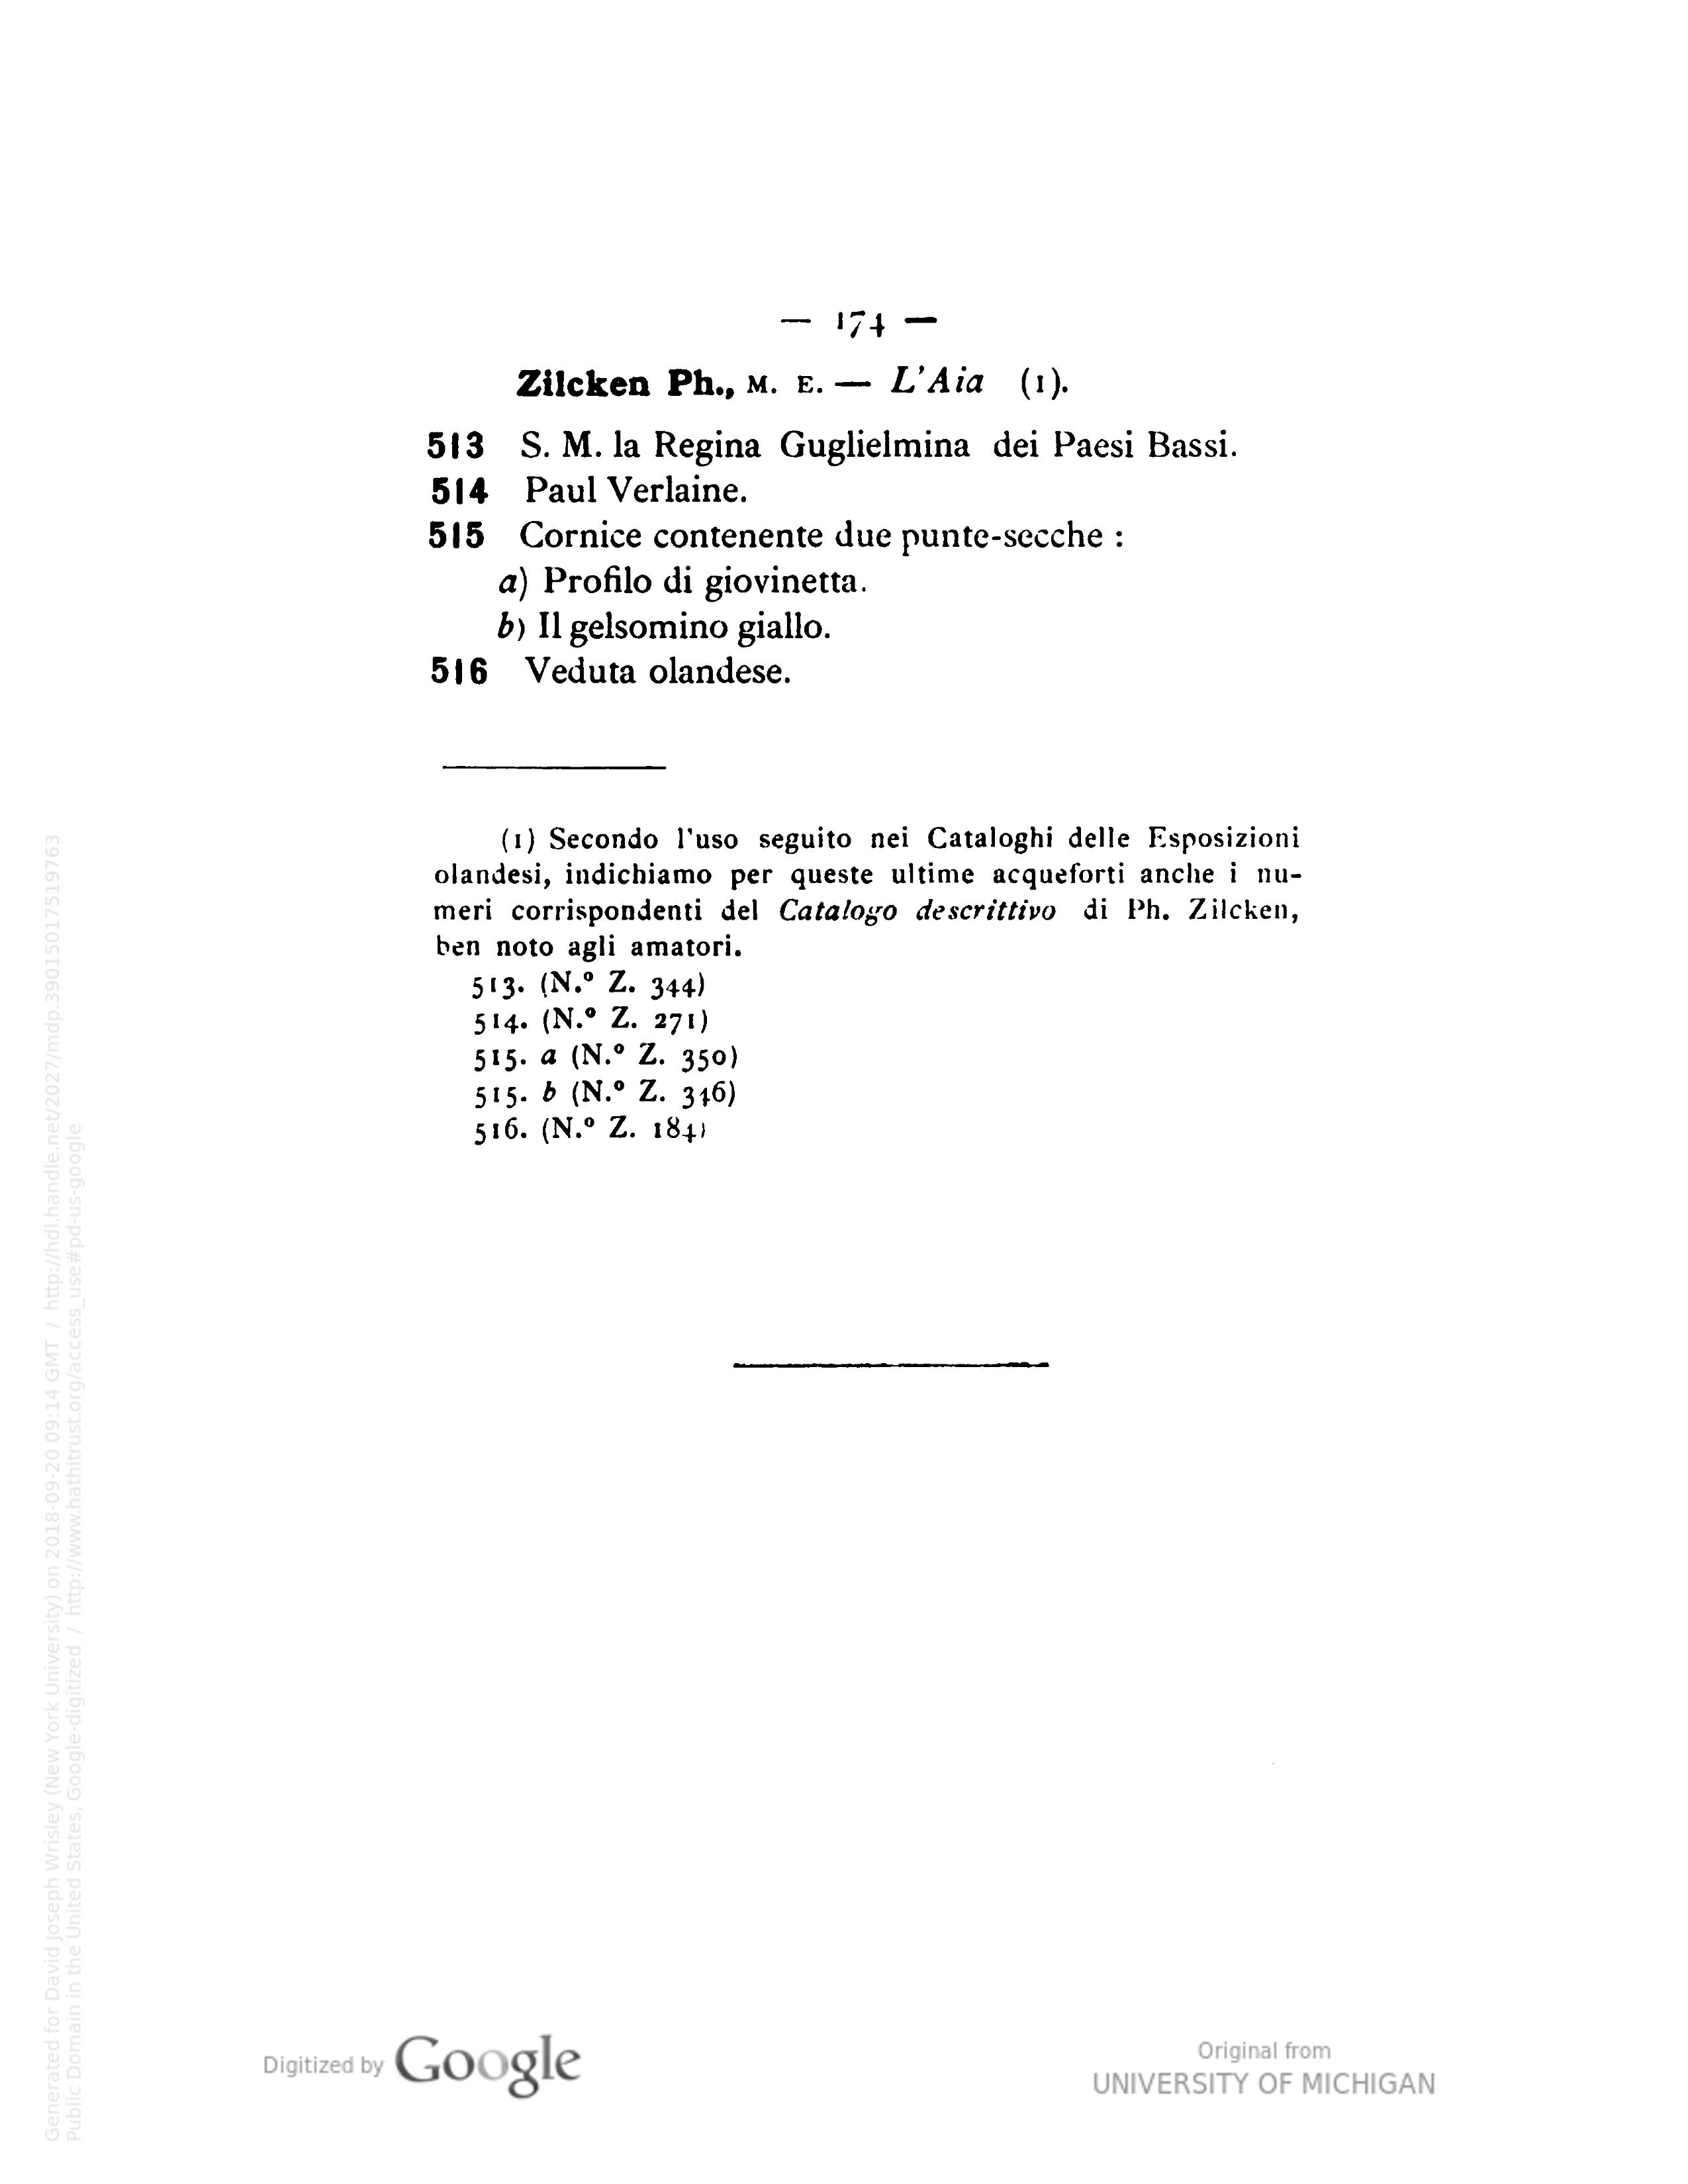 — 174 —
Zilcken Ph., M. E. — L'Aia (1).
513 S. M. la Regina Guglielmina dei Paesi Bassi.
514 Paul Verlaine.
515 Cornice contenente due punte-secche :
a) Profilo di giovinetta.
b) Il gelsomino giallo.
516 Veduta olandese.
(1) Secondo l'uso seguito nei Cataloghi delle Esposizioni
olandesi, indichiamo per queste ultime acqueforti anche i nu-
meri corrispondenti del Catalogo descrittivo di Ph. Zilcken,
ben noto agli amatori.
513. (N.º Z. 344)
514. (N.º Z. 271)
515. a (N.º Z. 350)
515. b (N.º Z. 346)
516. (N.º Z. 184)
Generated for David Joseph Wrisley (New York University) on 2018-09-20 09:14 GMT / http://hdl.handle.net/2027/mdp.39015017519763
Public Domain in the United States, Google-digitized / http://www.hathitrust.org/access_use#pd-us-google
Digitized by Google
Original from
UNIVERSITY OF MICHIGAN